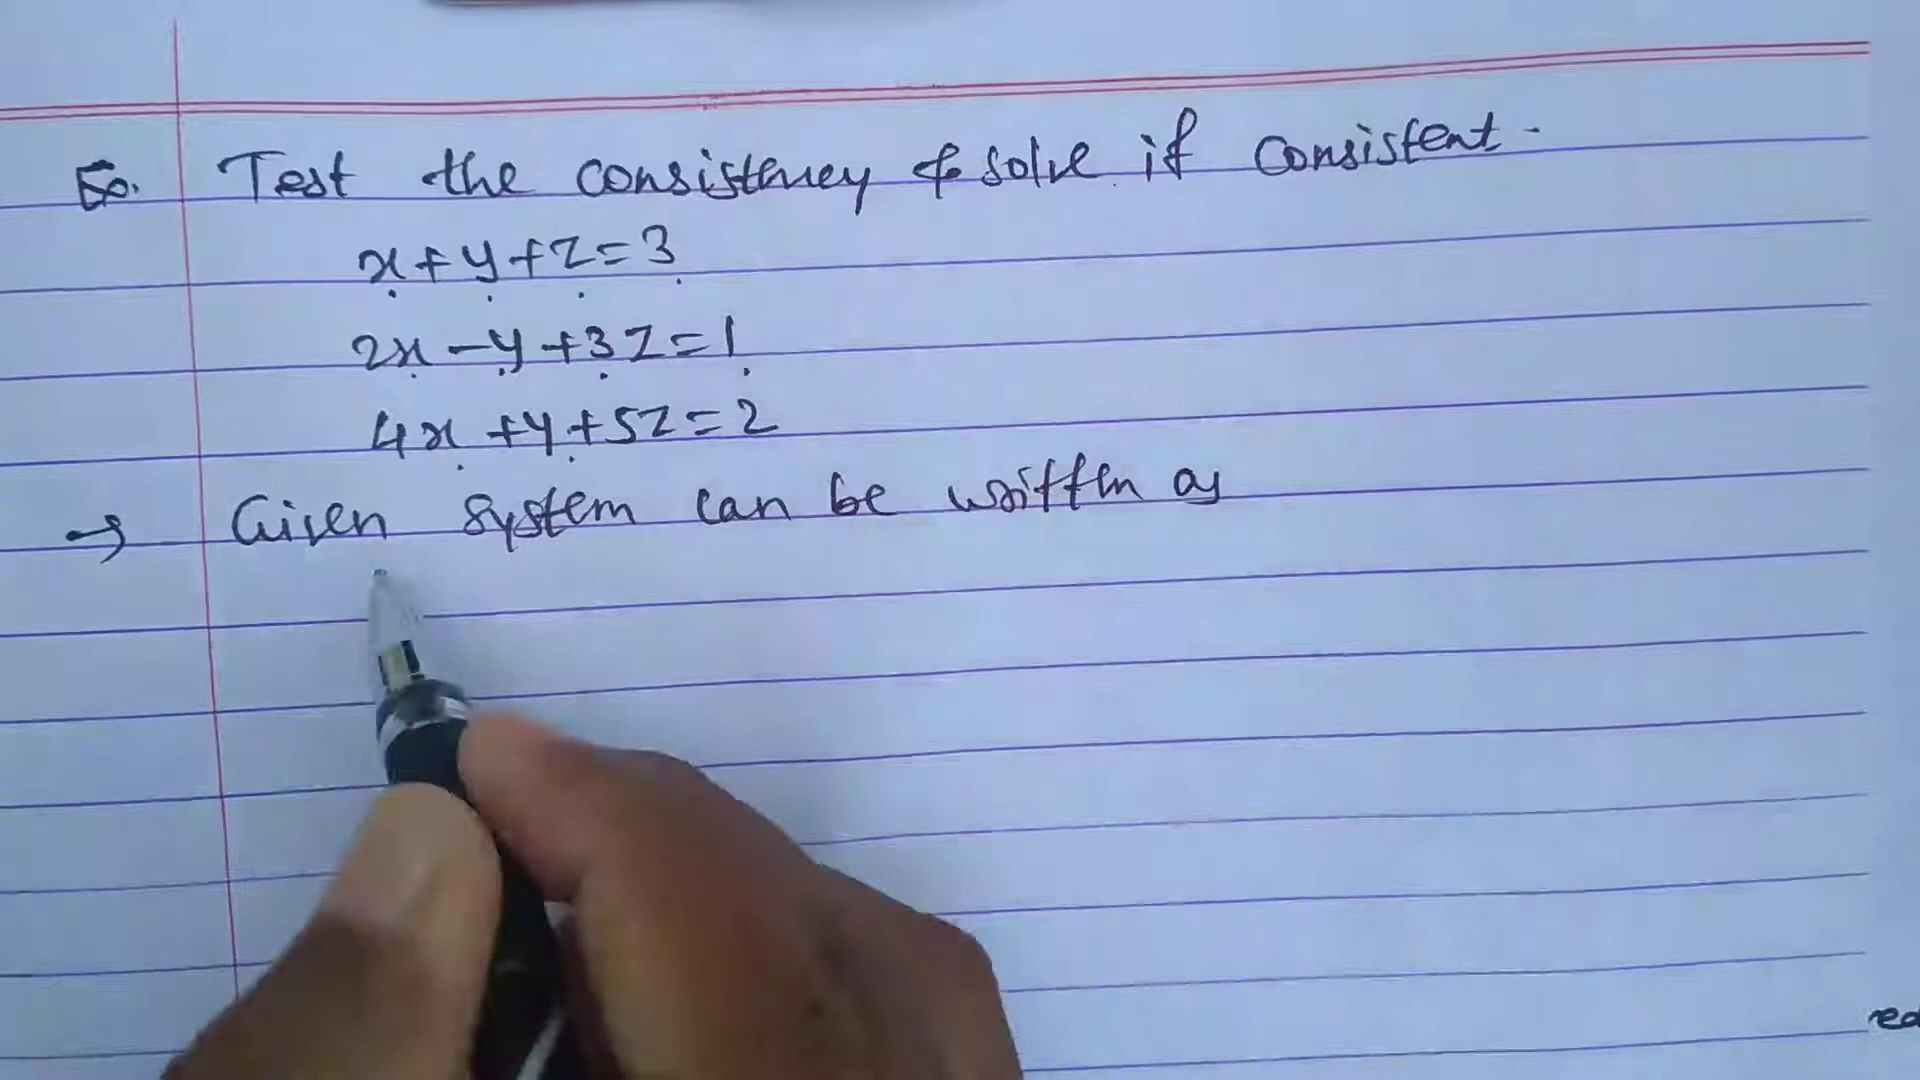 Ex. Test the consistency & solve if consistent.
x+y+z=3
2x-y+3z=1
4x+y+5z=2
→ Given system can be written as